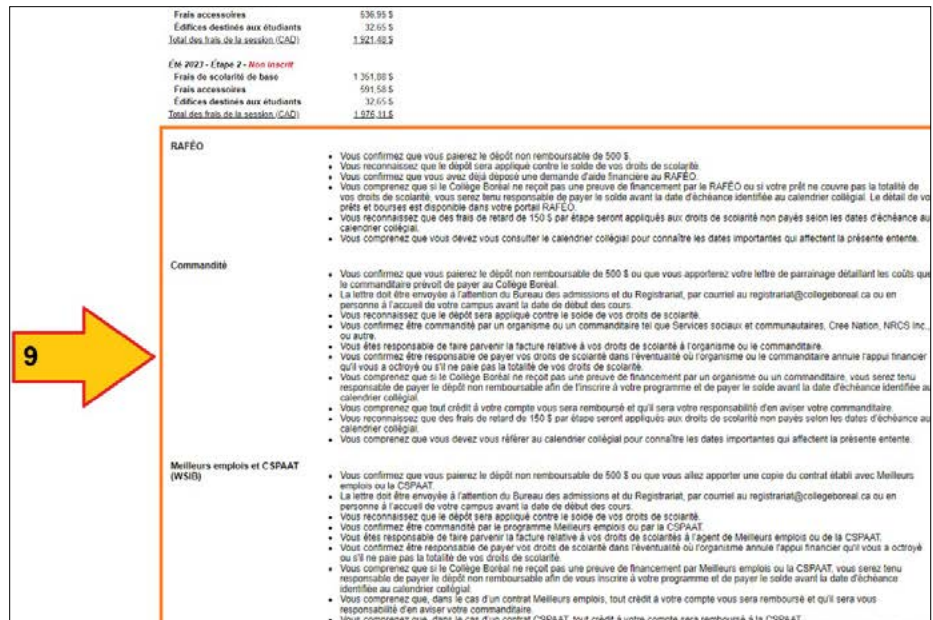 Frais accessoires 536,95 $
Édifices destinés aux étudiants 32,65 $
Total des frais de la session (CAD) 1 921,48 $
Été 2023 - Étape 2 - Non inscrit
Frais de scolarité de base 1 351,88 $
Frais accessoires 591,58 $
Édifices destinés aux étudiants 32,65 $
Total des frais de la session (CAD) 1 976,11 $
RAFÉO
• Vous confirmez que vous paierez le dépôt non remboursable de 500 $.
• Vous reconnaissez que le dépôt sera appliqué contre le solde de vos droits de scolarité.
• Vous confirmez que vous avez déjà déposé une demande d'aide financière au RAFÉO.
• Vous comprenez que si le Collège Boréal ne reçoit pas une preuve de financement par le RAFÉO ou si votre prêt ne couvre pas la totalité de
vos droits de scolarité, vous serez tenu responsable de payer le solde avant la date d'échéance identifiée au calendrier collégial. Le détail de vo
prêts et bourses est disponible dans votre portail RAFÉO.
• Vous reconnaissez que des frais de retard de 150 $ par étape seront appliqués aux droits de scolarité non payés selon les dates d'échéance au
calendrier collégial.
• Vous comprenez que vous devez vous consulter le calendrier collégial pour connaître les dates importantes qui affectent la présente entente.
Commandité
• Vous confirmez que vous paierez le dépôt non remboursable de 500 $ ou que vous apporterez votre lettre de parrainage détaillant les coûts que
le commanditaire prévoit de payer au Collège Boréal.
• La lettre doit être envoyée à l'attention du Bureau des admissions et du Registrariat, par courriel au registrariat@collegeboreal.ca ou en
personne à l'accueil de votre campus avant la date de début des cours.
• Vous reconnaissez que le dépôt sera appliqué contre le solde de vos droits de scolarité.
• Vous confirmez être commandité par un organisme ou un commanditaire tel que Services sociaux et communautaires, Cree Nation, NRCS Inc.,
ou autre.
• Vous êtes responsable de faire parvenir la facture relative à vos droits de scolarité à l'organisme ou le commanditaire.
9
• Vous confirmez être responsable de payer vos droits de scolarité dans l'éventualité où l'organisme ou le commanditaire annule l'appui financier
qu'il vous a octroyé ou s'il ne paie pas la totalité de vos droits de scolarité.
• Vous comprenez que si le Collège Boréal ne reçoit pas une preuve de financement par un organisme ou un commanditaire, vous serez tenu
responsable de payer le dépôt non remboursable afin de l'inscrire à votre programme et de payer le solde avant la date d'échéance identifiée au
calendrier collégial.
• Vous comprenez que tout crédit à votre compte vous sera remboursé et qu'il sera votre responsabilité d'en aviser votre commanditaire.
• Vous reconnaissez que des frais de retard de 150 $ par étape seront appliqués aux droits de scolarité non payés selon les dates d'échéance au
calendrier collégial.
• Vous comprenez que vous devez vous référer au calendrier collégial pour connaître les dates importantes qui affectent la présente entente.
Meilleurs emplois et CSPAAT
(WSIB)
• Vous confirmez que vous paierez le dépôt non remboursable de 500 $ ou que vous allez apporter une copie du contrat établi avec Meilleurs
emplois ou la CSPAAT.
• La lettre doit être envoyée à l'attention du Bureau des admissions et du Registrariat, par courriel au registrariat@collegeboreal.ca ou en
personne à l'accueil de votre campus avant la date de début des cours.
• Vous reconnaissez que le dépôt sera appliqué contre le solde de vos droits de scolarité.
• Vous confirmez être commandité par le programme Meilleurs emplois ou par la CSPAAT.
• Vous êtes responsable de faire parvenir la facture relative à vos droits de scolarités à l'agent de Meilleurs emplois ou de la CSPAAT.
• Vous confirmez être responsable de payer vos droits de scolarité dans l'éventualité où l'organisme annule l'appui financier qu'il vous a octroyé
ou s'il ne paie pas la totalité de vos droits de scolarité.
• Vous comprenez que si le Collège Boréal ne reçoit pas une preuve de financement par Meilleurs emplois ou la CSPAAT, vous serez tenu
responsable de payer le dépôt non remboursable afin de vous inscrire à votre programme et de payer le solde avant la date d'échéance
identifiée au calendrier collégial.
• Vous comprenez que, dans le cas d'un contrat Meilleurs emplois, tout crédit à votre compte vous sera remboursé et qu'il sera vous
responsabilité d'en aviser votre commanditaire.
• Vous comprenez que, dans le cas d'un contrat CSPAAT, tout crédit à votre compte sera remboursé à la CSPAAT.